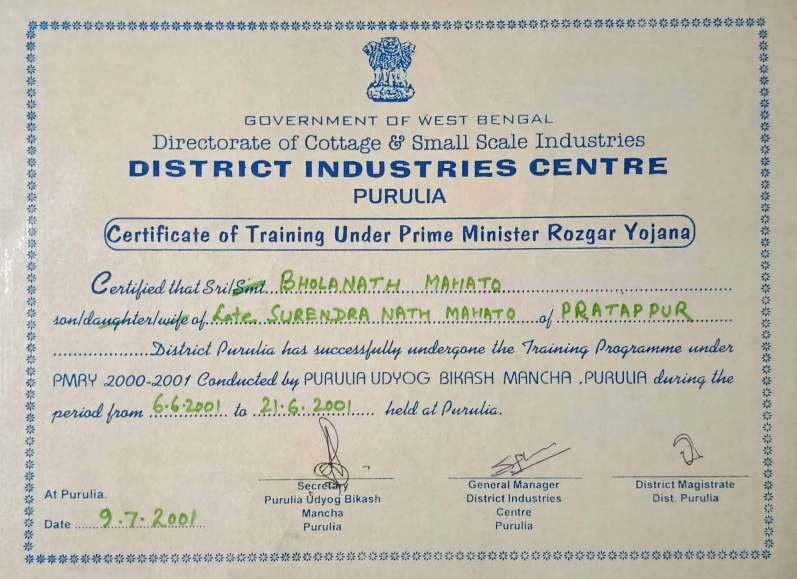 GOVERNMENT OF WEST BENGAL
Directorate of Cottage & Small Scale Industries
DISTRICT INDUSTRIES CENTRE
PURULIA
Certificate of Training Under Prime Minister Rozgar Yojana
Certified that Sri/Smt. BHOLANATH MAHATO
son/daughter/wife of Late SURENDRA NATH MAHATO of PRATAPPUR
District Purulia has successfully undergone the Training Programme under
PMRY 2000-2001 Conducted by PURULIA UDYOG BIKASH MANCHA .PURULIA during the
period from 6.6.2001 to 21.6.2001 held at Purulia.
Secretary
Purulia Udyog Bikash
Mancha
Purulia
General Manager
District Industries
Centre
Purulia
District Magistrate
Dist. Purulia
At Purulia.
Date 9.7.2001